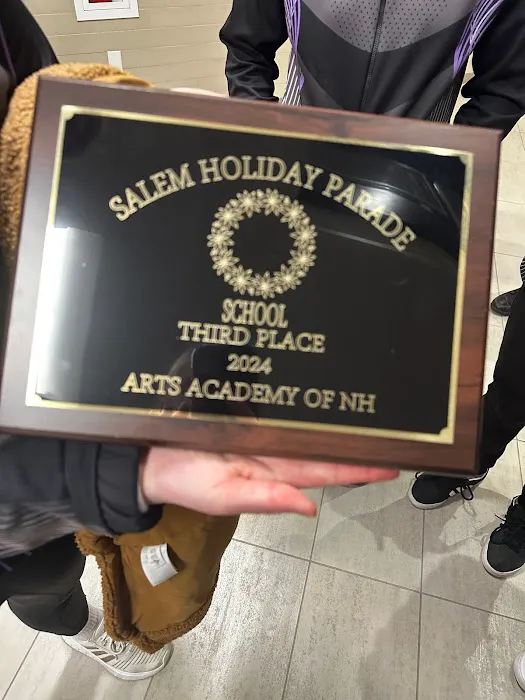 SALEM HOLIDAY PARADE
SCHOOL
THIRD PLACE
2024
ARTS ACADEMY OF NH